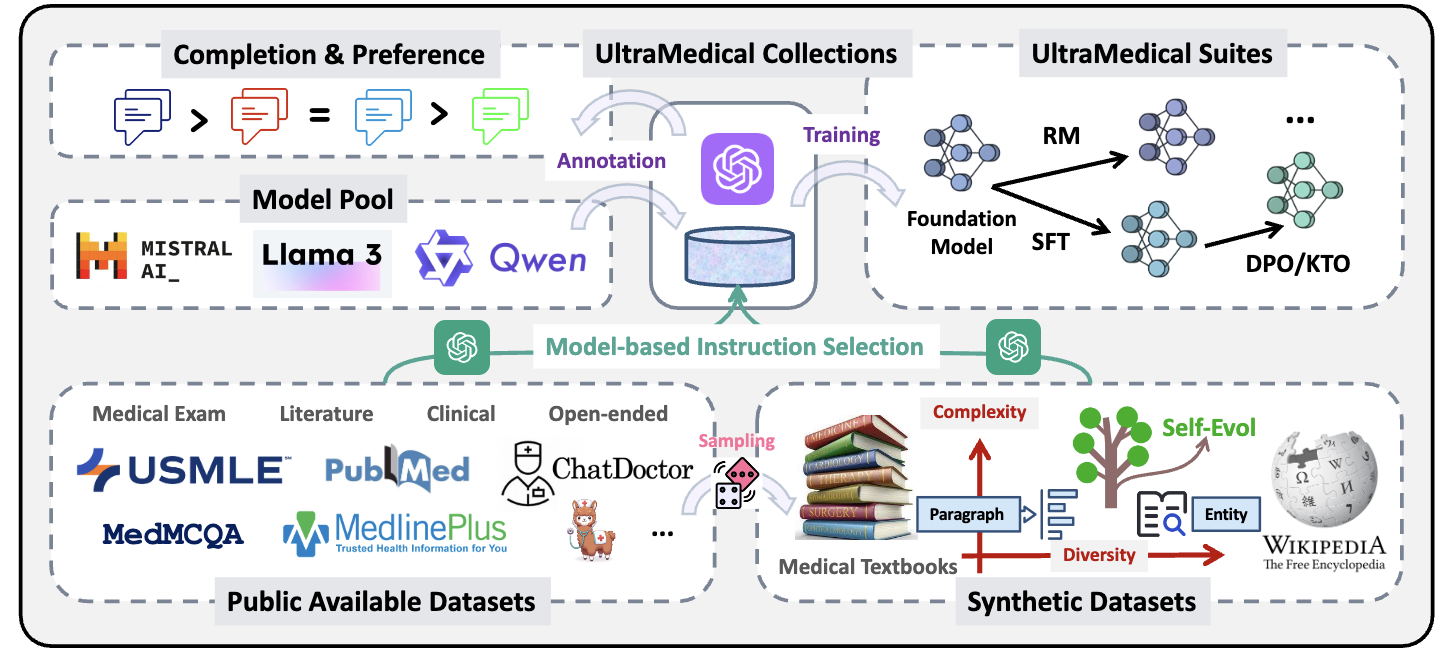 Completion & Preference
UltraMedical Collections
UltraMedical Suites
> = >
Annotation
Training
RM
...
Foundation
Model
SFT
DPO/KTO
Model Pool
MISTRAL
AI_
Llama 3
Qwen
Model-based Instruction Selection
Medical Exam
Literature
Clinical
Open-ended
USMLE
PubMed
ChatDoctor
MedMCQA
MedlinePlus
Trusted Health Information for You
...
Public Available Datasets
Sampling
Complexity
Self-Evol
MEDICINE
CARDIOLOGY
THERAPY
SURGERY
Paragraph
Entity
Medical Textbooks
Diversity
WIKIPEDIA
The Free Encyclopedia
Synthetic Datasets